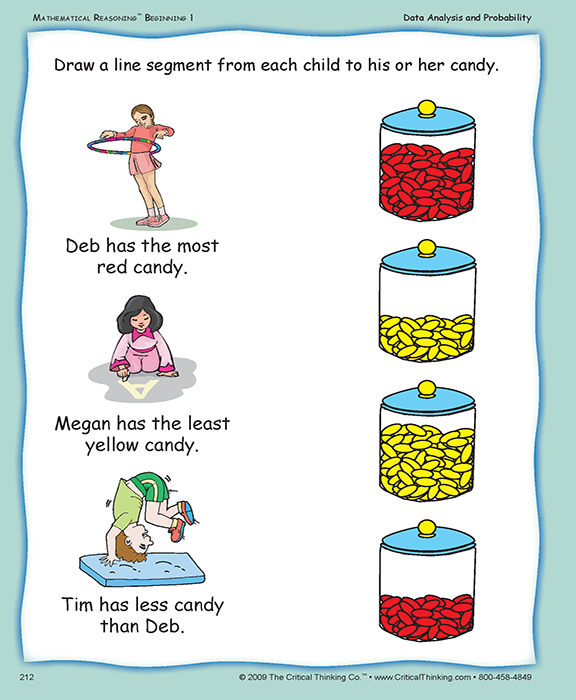 Mathematical Reasoning™ Beginning 1
Data Analysis and Probability
Draw a line segment from each child to his or her candy.
Deb has the most
red candy.
A
Megan has the least
yellow candy.
Tim has less candy
than Deb.
212
© 2009 The Critical Thinking Co.™ • www.CriticalThinking.com • 800-458-4849